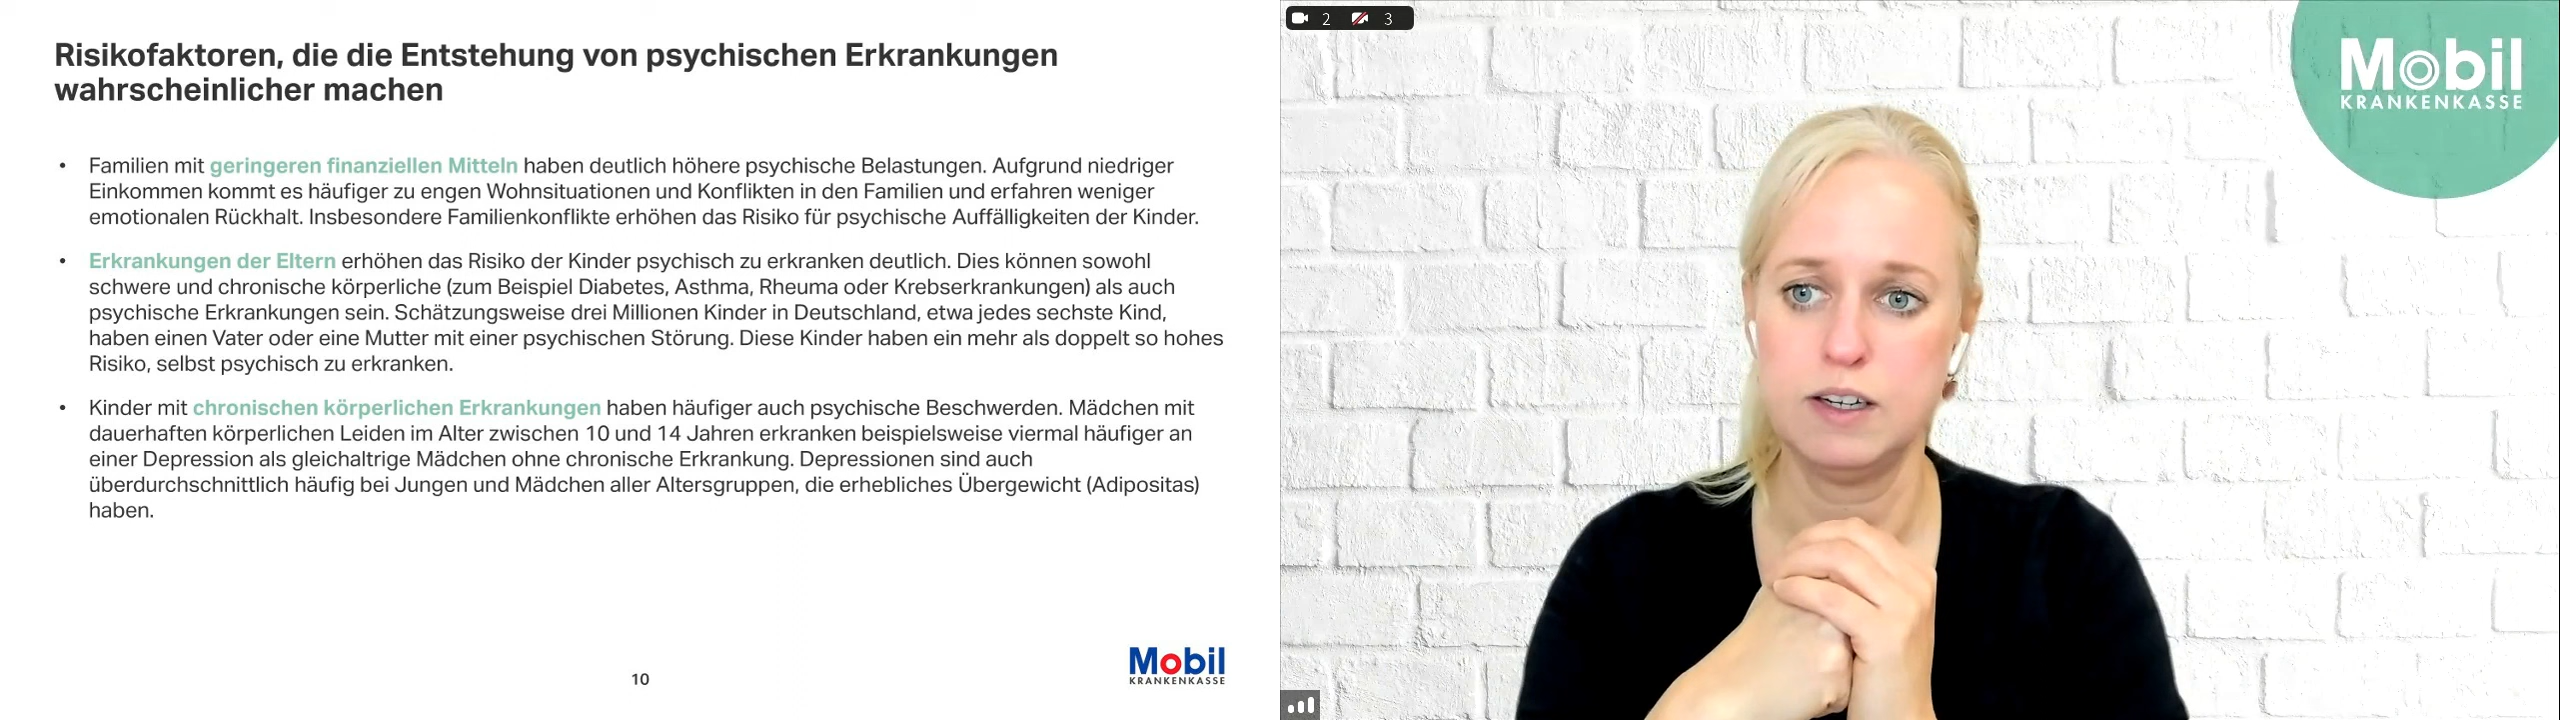 Risikofaktoren, die die Entstehung von psychischen Erkrankungen
wahrscheinlicher machen
• Familien mit geringeren finanziellen Mitteln haben deutlich höhere psychische Belastungen. Aufgrund niedriger
Einkommen kommt es häufiger zu engen Wohnsituationen und Konflikten in den Familien und erfahren weniger
emotionalen Rückhalt. Insbesondere Familienkonflikte erhöhen das Risiko für psychische Auffälligkeiten der Kinder.
• Erkrankungen der Eltern erhöhen das Risiko der Kinder psychisch zu erkranken deutlich. Dies können sowohl
schwere und chronische körperliche (zum Beispiel Diabetes, Asthma, Rheuma oder Krebserkrankungen) als auch
psychische Erkrankungen sein. Schätzungsweise drei Millionen Kinder in Deutschland, etwa jedes sechste Kind,
haben einen Vater oder eine Mutter mit einer psychischen Störung. Diese Kinder haben ein mehr als doppelt so hohes
Risiko, selbst psychisch zu erkranken.
• Kinder mit chronischen körperlichen Erkrankungen haben häufiger auch psychische Beschwerden. Mädchen mit
dauerhaften körperlichen Leiden im Alter zwischen 10 und 14 Jahren erkranken beispielsweise viermal häufiger an
einer Depression als gleichaltrige Mädchen ohne chronische Erkrankung. Depressionen sind auch
überdurchschnittlich häufig bei Jungen und Mädchen aller Altersgruppen, die erhebliches Übergewicht (Adipositas)
haben.
10
Mobil
KRANKENKASSE
2 3
Mobil
KRANKENKASSE